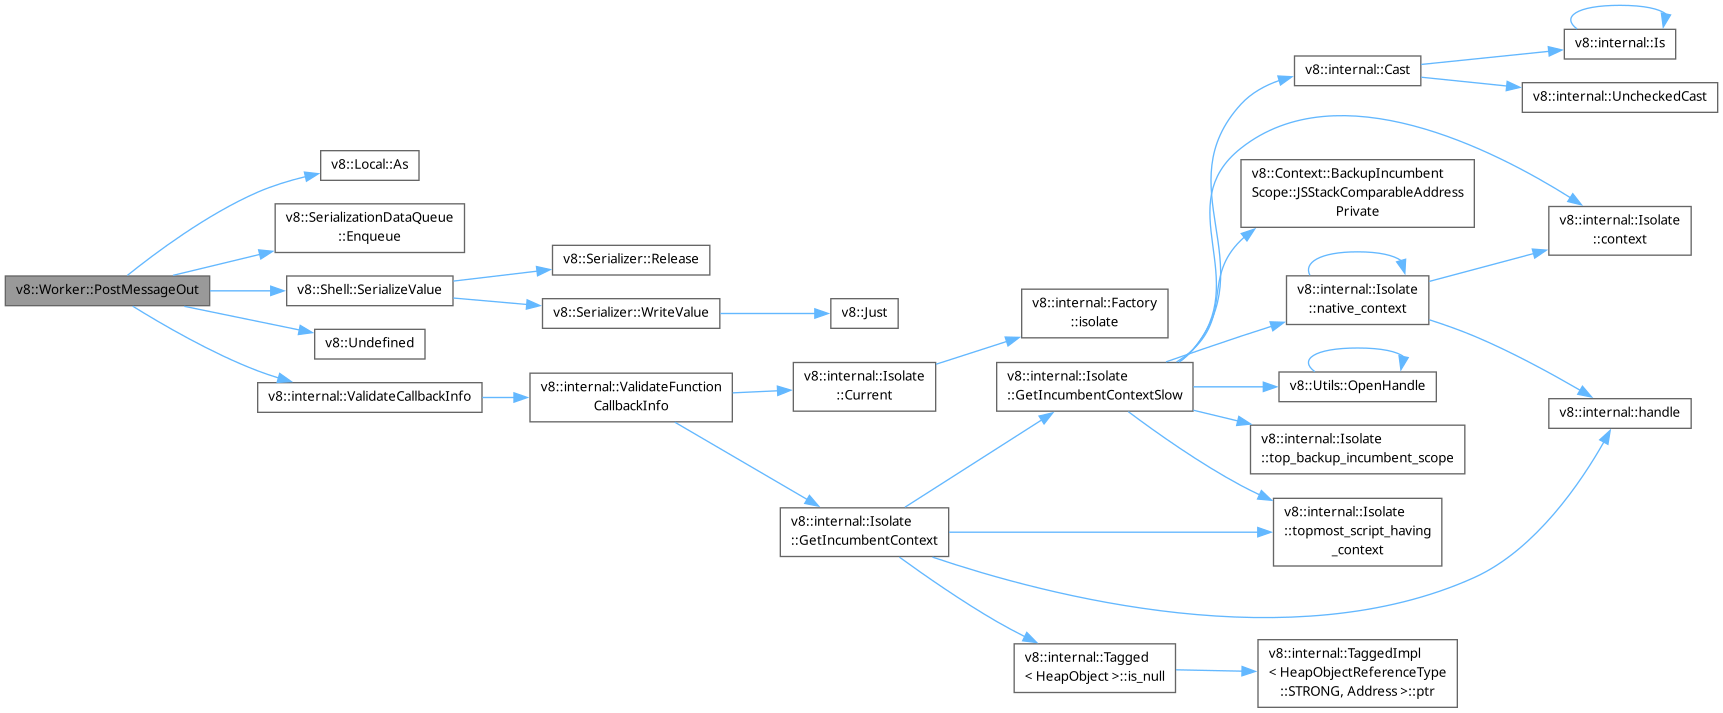 v8::Worker::PostMessageOut
v8::Local::As
v8::SerializationDataQueue
::Enqueue
v8::Shell::SerializeValue
v8::Undefined
v8::internal::ValidateCallbackInfo
v8::Serializer::Release
v8::Serializer::WriteValue
v8::Just
v8::internal::ValidateFunction
CallbackInfo
v8::internal::Isolate
::Current
v8::internal::Factory
::isolate
v8::internal::Isolate
::GetIncumbentContext
v8::internal::Isolate
::GetIncumbentContextSlow
v8::internal::Cast
v8::internal::Is
v8::internal::UncheckedCast
v8::Context::BackupIncumbent
Scope::JSStackComparableAddress
Private
v8::internal::Isolate
::context
v8::internal::Isolate
::native_context
v8::Utils::OpenHandle
v8::internal::handle
v8::internal::Isolate
::top_backup_incumbent_scope
v8::internal::Isolate
::topmost_script_having
_context
v8::internal::Tagged
< HeapObject >::is_null
v8::internal::TaggedImpl
< HeapObjectReferenceType
::STRONG, Address >::ptr